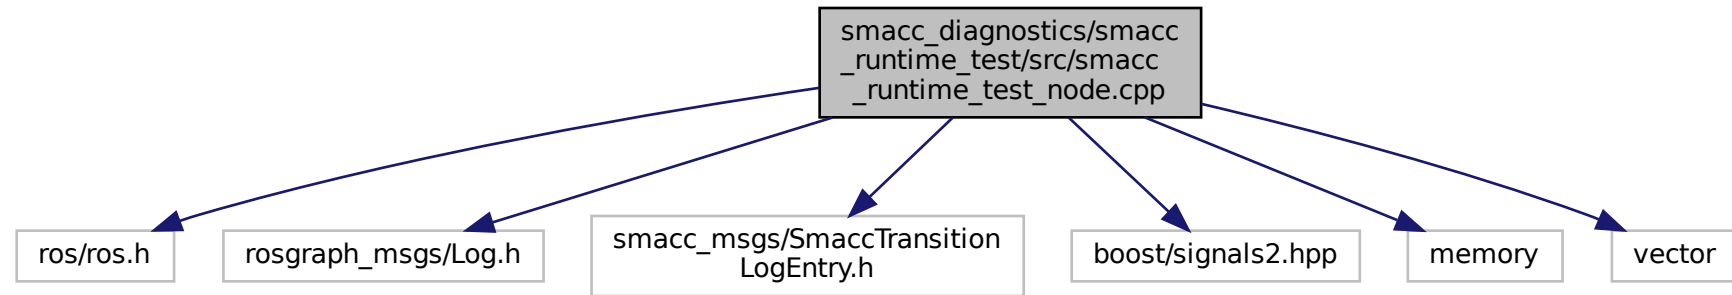 smacc_diagnostics/smacc
_runtime_test/src/smacc
_runtime_test_node.cpp
ros/ros.h
rosgraph_msgs/Log.h
smacc_msgs/SmaccTransition
LogEntry.h
boost/signals2.hpp
memory
vector